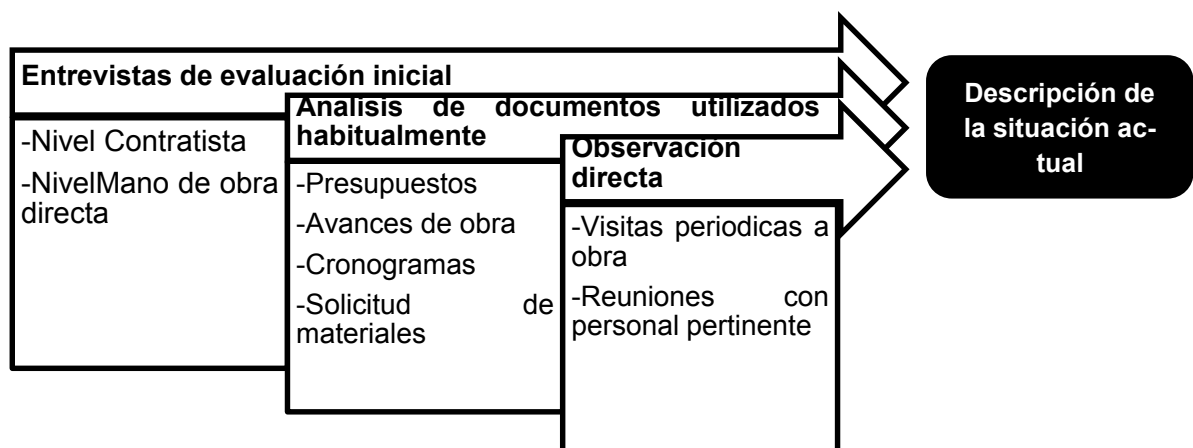 Entrevistas de evaluación inicial
-Nivel Contratista
-NivelMano de obra
directa
Análisis de documentos utilizados
habitualmente
-Presupuestos
-Avances de obra
-Cronogramas
-Solicitud de
materiales
Observación
directa
-Visitas periodicas a
obra
-Reuniones con
personal pertinente
Descripción de
la situación ac-
tual